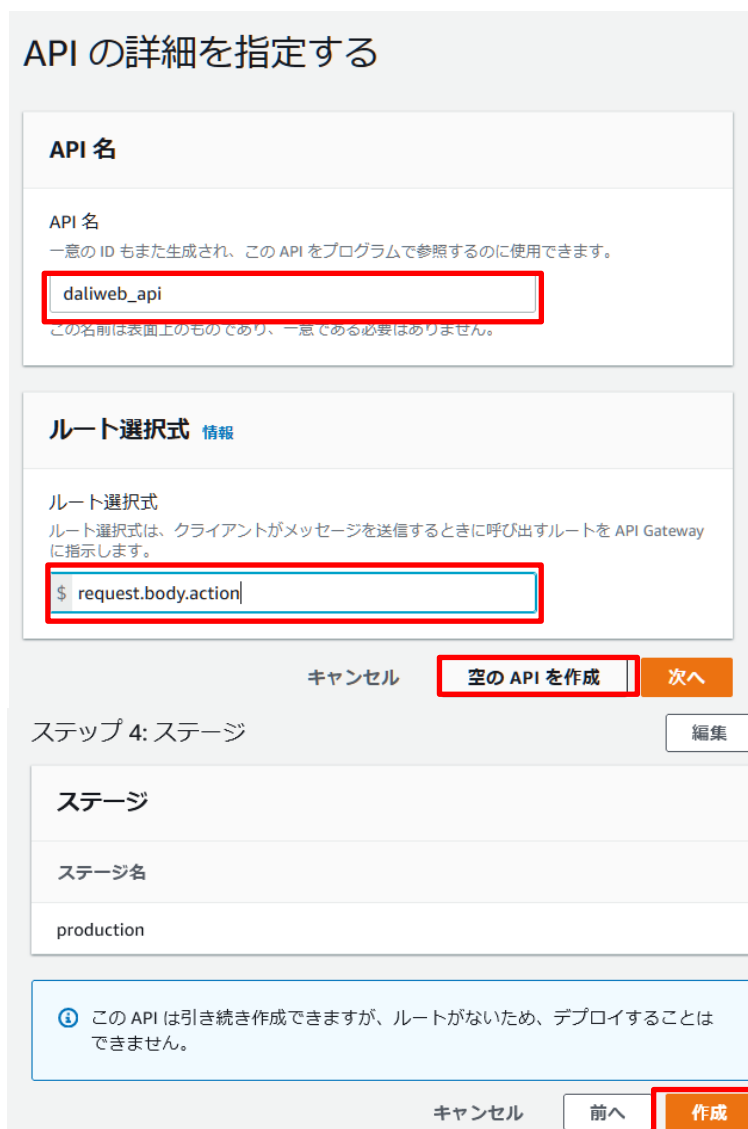 API の詳細を指定する
API 名
API 名
一意の ID もまた生成され、この API をプログラムで参照するのに使用できます。
daliweb_api
この名前は表面上のものであり、一意である必要はありません。
ルート選択式 情報
ルート選択式
ルート選択式は、クライアントがメッセージを送信するときに呼び出すルートを API Gateway
に指示します。
$ request.body.action
キャンセル 空の API を作成 次へ
ステップ 4: ステージ 編集
ステージ
ステージ名
production
この API は引き続き作成できますが、ルートがないため、デプロイすることは
できません。
キャンセル 前へ 作成